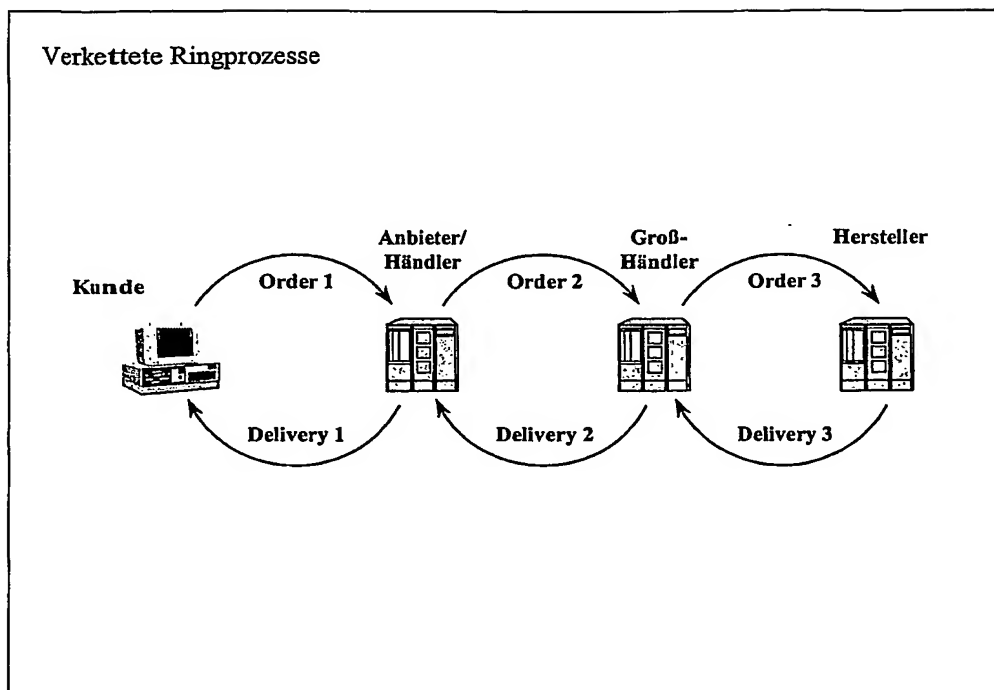 Verkettete Ringprozesse
Kunde
Anbieter/
Händler
Groß-
Händler
Hersteller
Order 1
Order 2
Order 3
Delivery 1
Delivery 2
Delivery 3